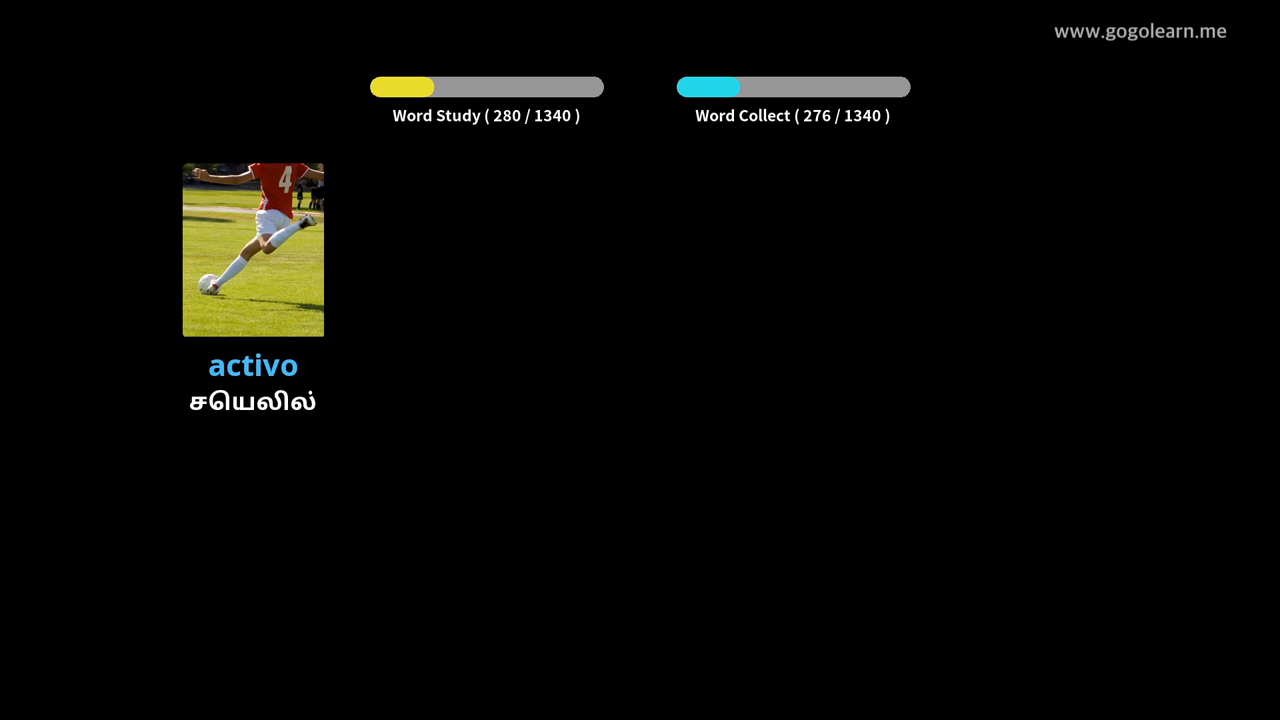 www.gogolearn.me
Word Study ( 280 / 1340 )
Word Collect ( 276 / 1340 )
4
activo
சயெலில்